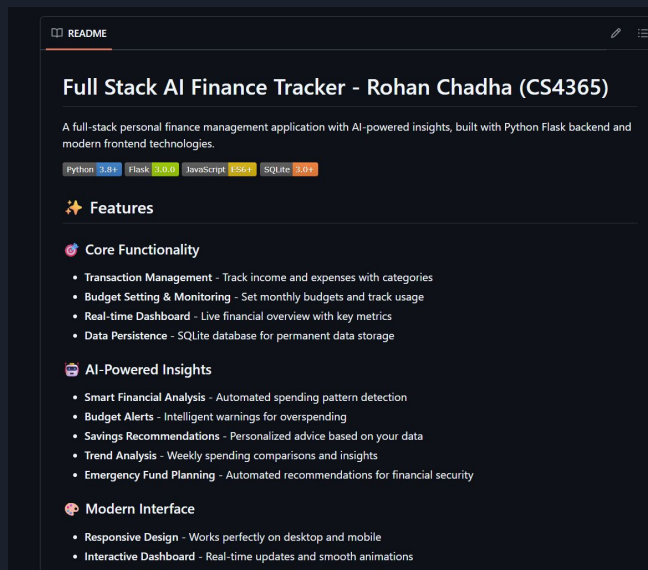 README
Full Stack AI Finance Tracker - Rohan Chadha (CS4365)
A full-stack personal finance management application with AI-powered insights, built with Python Flask backend and
modern frontend technologies.
Python 3.8+ Flask 3.0.0 JavaScript ES6+ SQLite 3.0+
✨ Features
🎯 Core Functionality
• Transaction Management - Track income and expenses with categories
• Budget Setting & Monitoring - Set monthly budgets and track usage
• Real-time Dashboard - Live financial overview with key metrics
• Data Persistence - SQLite database for permanent data storage
🤖 AI-Powered Insights
• Smart Financial Analysis - Automated spending pattern detection
• Budget Alerts - Intelligent warnings for overspending
• Savings Recommendations - Personalized advice based on your data
• Trend Analysis - Weekly spending comparisons and insights
• Emergency Fund Planning - Automated recommendations for financial security
🎨 Modern Interface
• Responsive Design - Works perfectly on desktop and mobile
• Interactive Dashboard - Real-time updates and smooth animations